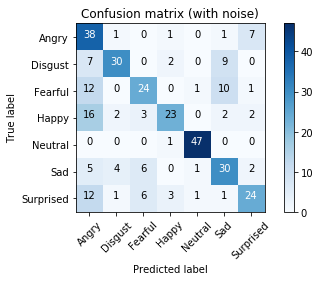 Confusion matrix (with noise)
True label
Angry 38 1 0 1 0 1 7
Disgust 7 30 0 2 0 9 0
Fearful 12 0 24 0 1 10 1
Happy 16 2 3 23 0 2 2
Neutral 0 0 0 1 47 0 0
Sad 5 4 6 0 1 30 2
Surprised 12 1 6 3 1 1 24
Angry Disgust Fearful Happy Neutral Sad Surprised
Predicted label
40
30
20
10
0